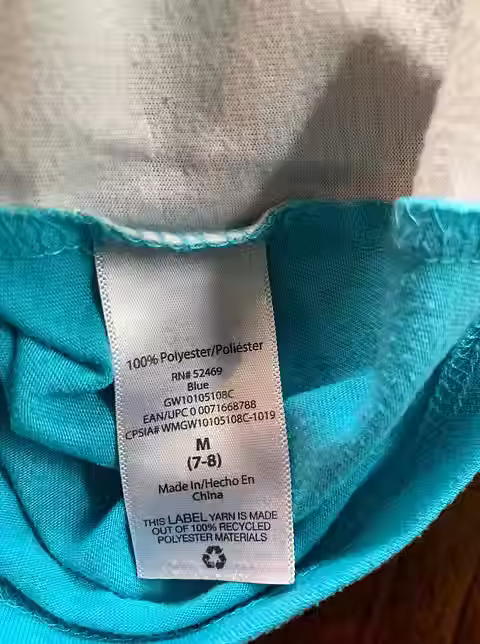 100% Polyester/Poliéster
RN# 52469
Blue
GW10105108C
EAN/UPC 0 0071668788
CPSIA# WMGW10105108C-1019
M
(7-8)
Made In/Hecho En
China
THIS LABEL YARN IS MADE
OUT OF 100% RECYCLED
POLYESTER MATERIALS